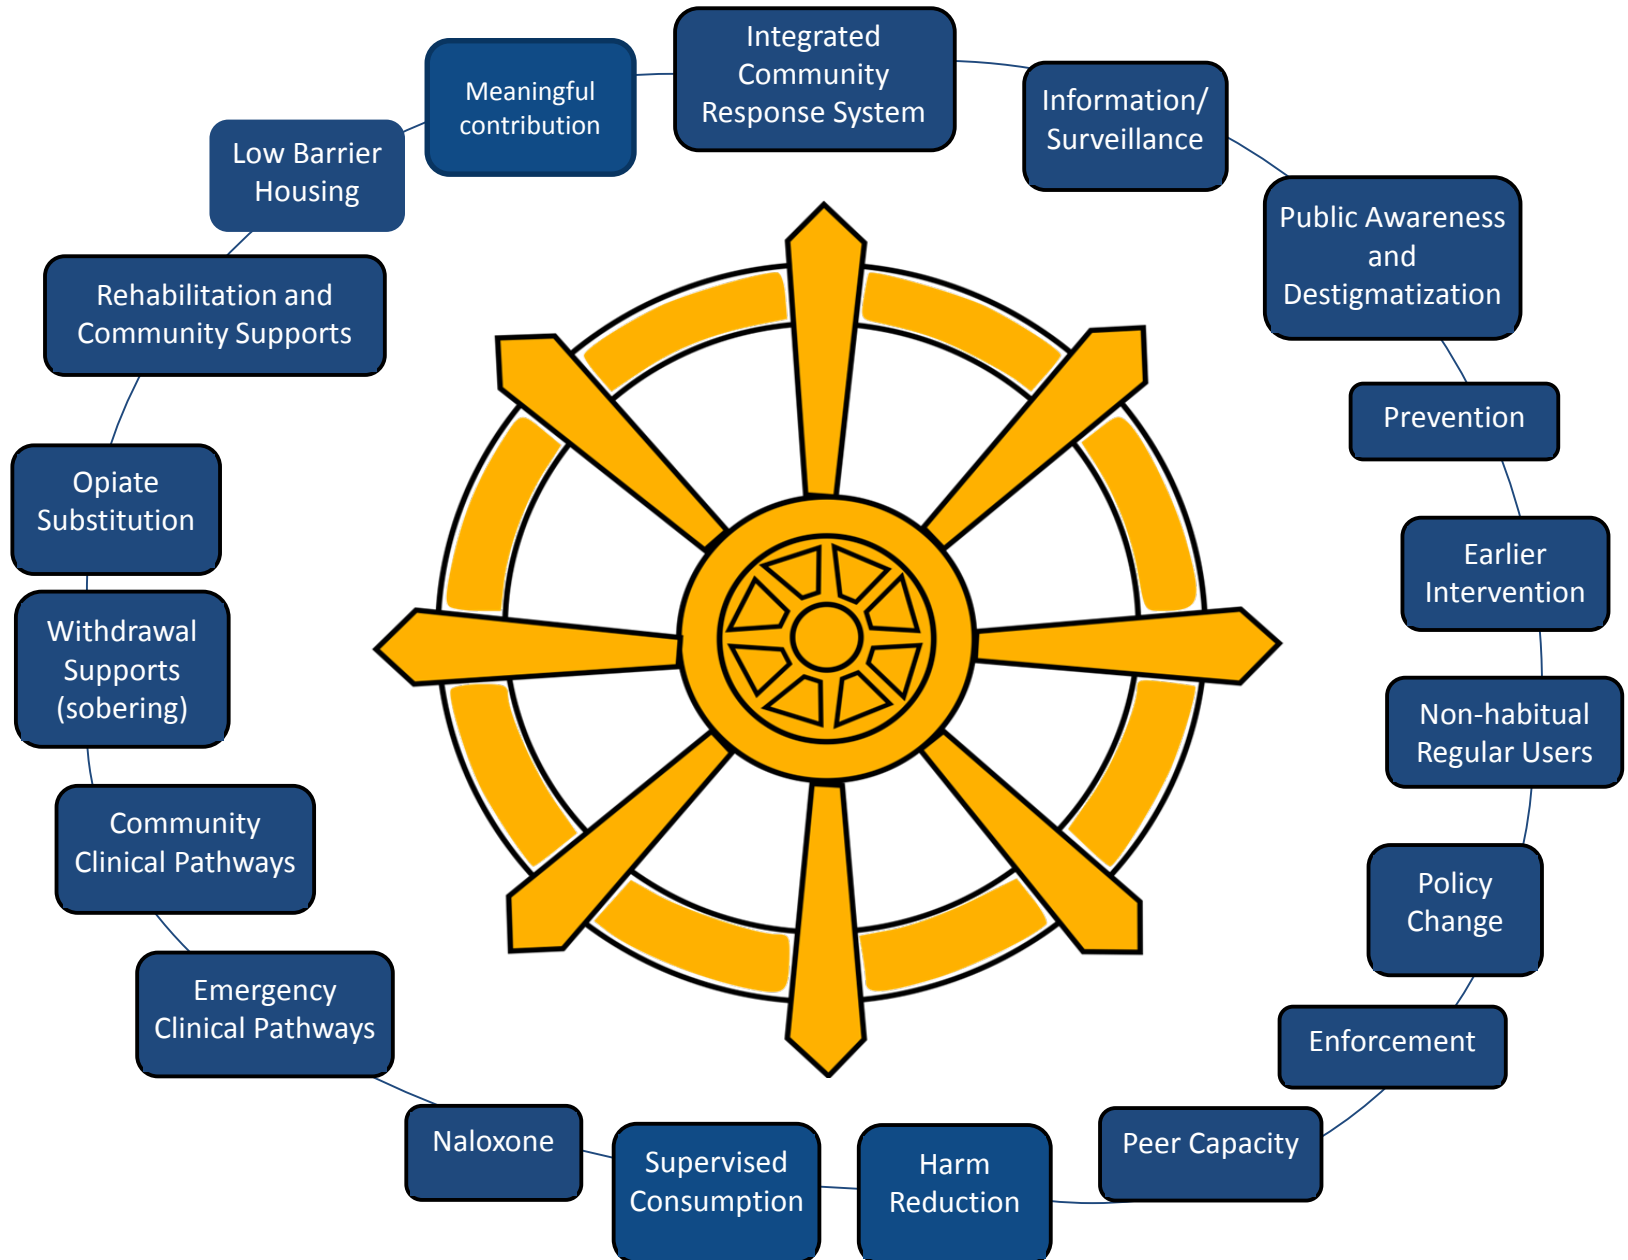 Integrated
Community
Response System
Information/
Surveillance
Public Awareness
and
Destigmatization
Prevention
Earlier
Intervention
Non-habitual
Regular Users
Policy
Change
Enforcement
Peer Capacity
Harm
Reduction
Supervised
Consumption
Naloxone
Emergency
Clinical Pathways
Community
Clinical Pathways
Withdrawal
Supports
(sobering)
Opiate
Substitution
Rehabilitation and
Community Supports
Low Barrier
Housing
Meaningful
contribution